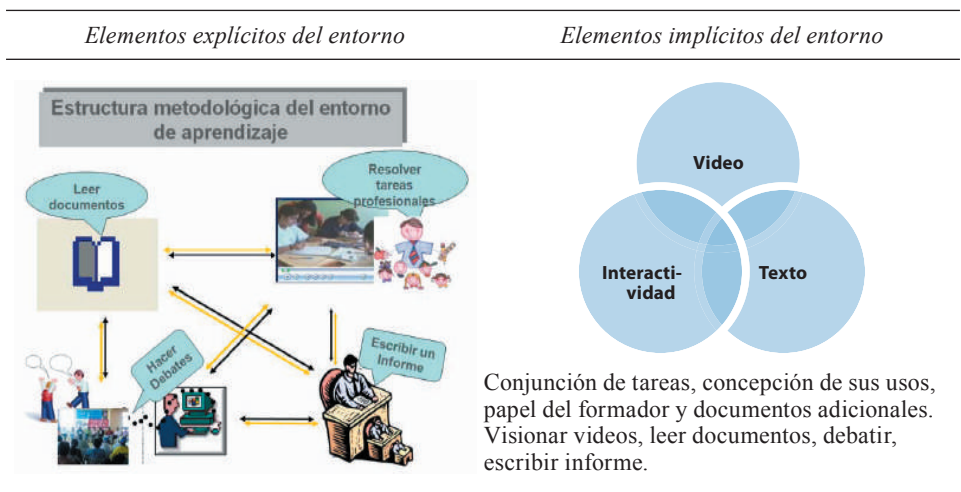 Elementos explícitos del entorno
Elementos implícitos del entorno
Estructura metodológica del entorno
de aprendizaje
Leer
documentos
Resolver
tareas
profesionales
Hacer
Debates
Escribir un
Informe
Video
Interacti-
vidad
Texto
Conjunción de tareas, concepción de sus usos,
papel del formador y documentos adicionales.
Visionar videos, leer documentos, debatir,
escribir informe.